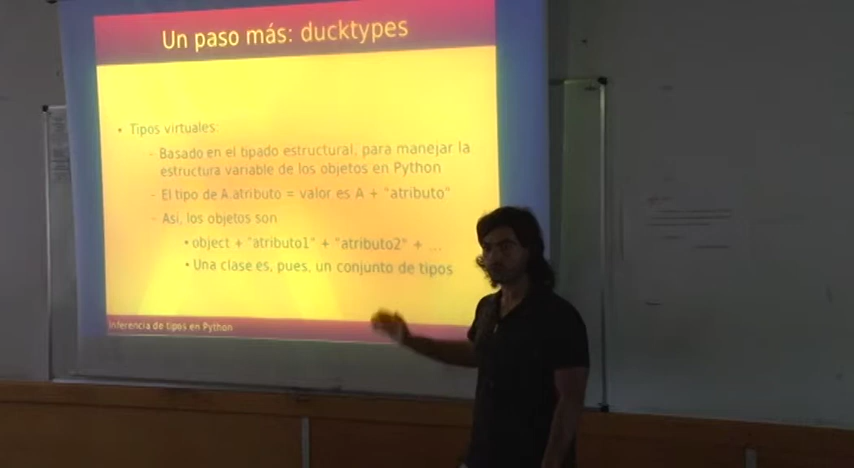 Un paso más: ducktypes
• Tipos virtuales:
- Basado en el tipado estructural, para manejar la
estructura variable de los objetos en Python
- El tipo de A.atributo = valor es A + "atributo"
- Asi, los objetos son
• object + "atributo1" + "atributo2" + ...
• Una clase es, pues, un conjunto de tipos
Inferencia de tipos en Python